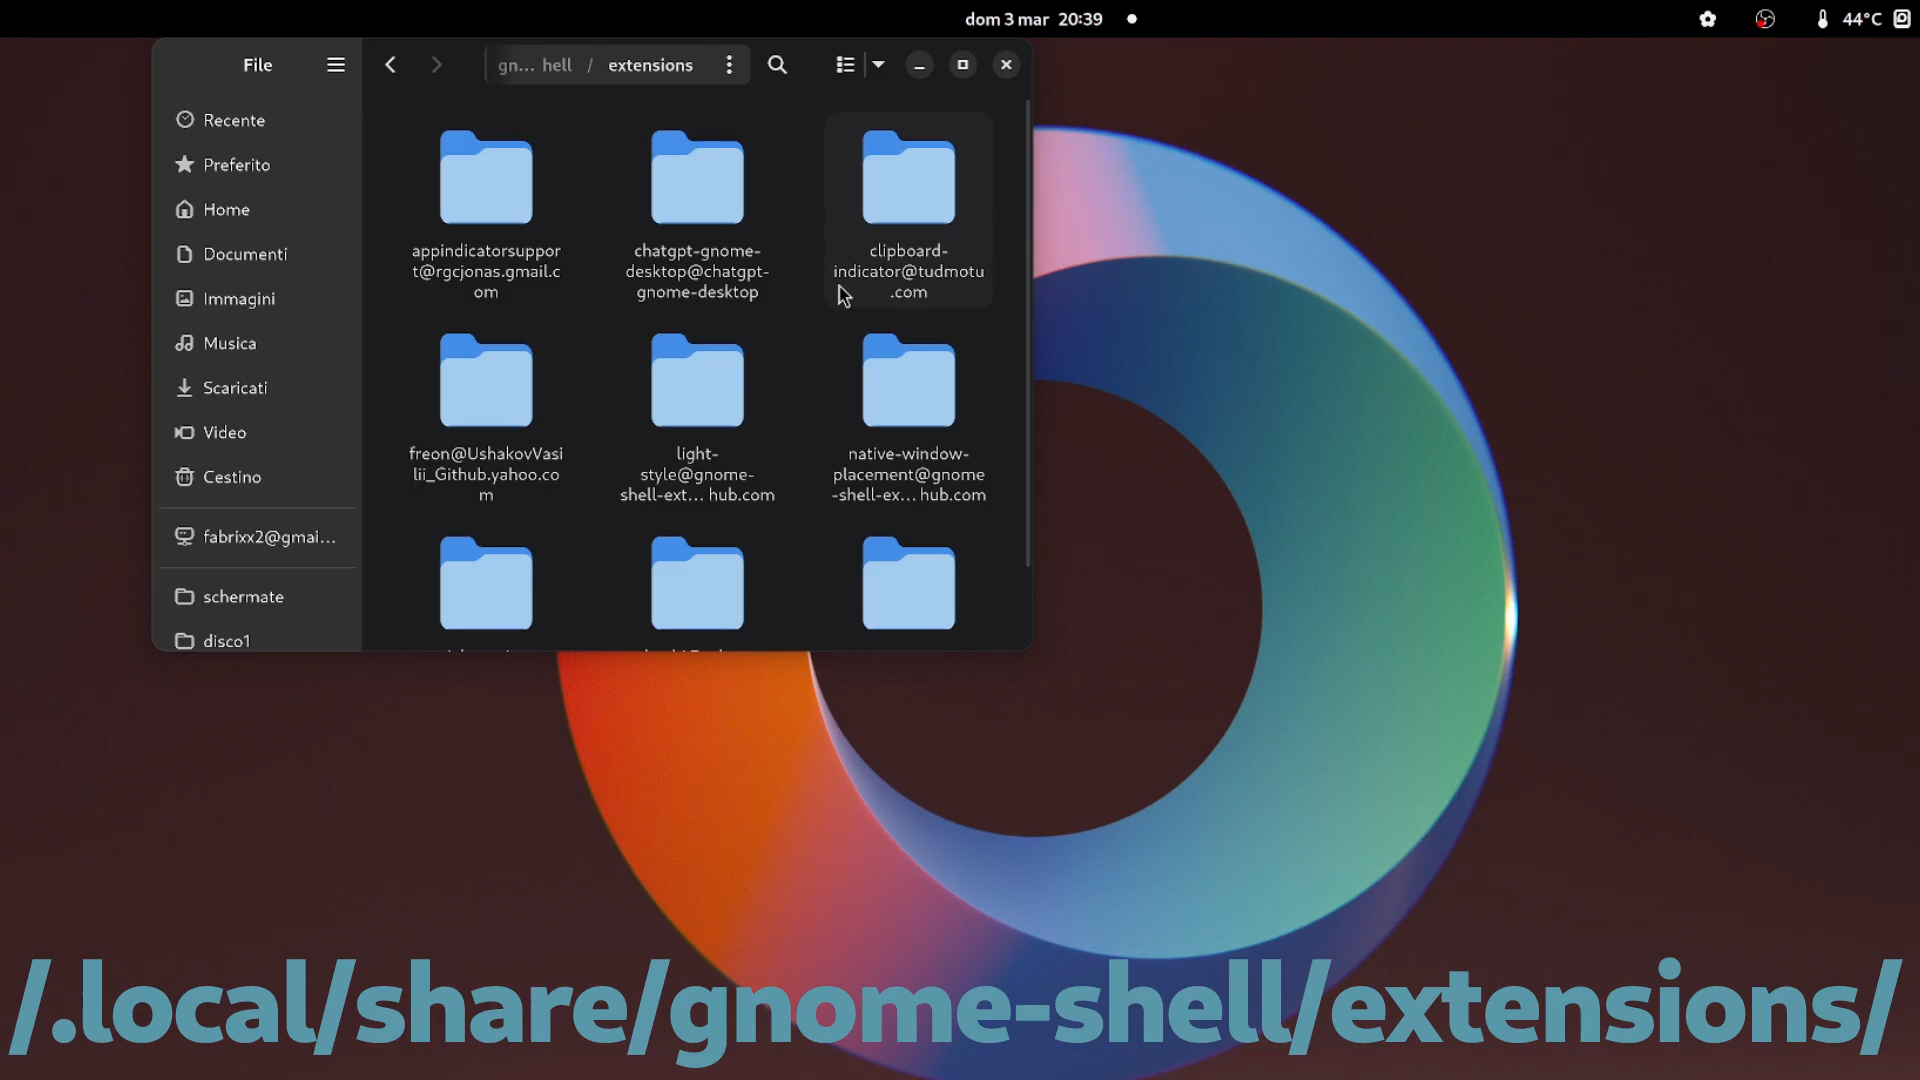 dom 3 mar 20:39
44°C
File
gn... hell / extensions
Recente
Preferito
Home
Documenti
Immagini
Musica
Scaricati
Video
Cestino
fabrixx2@gmai...
schermate
disco1
appindicatorsuppor
t@rgcjonas.gmail.c
om
chatgpt-gnome-
desktop@chatgpt-
gnome-desktop
clipboard-
indicator@tudmotu
.com
freon@UshakovVasi
lii_Github.yahoo.co
m
light-
style@gnome-
shell-ext... hub.com
native-window-
placement@gnome
-shell-ex... hub.com
/.local/share/gnome-shell/extensions/